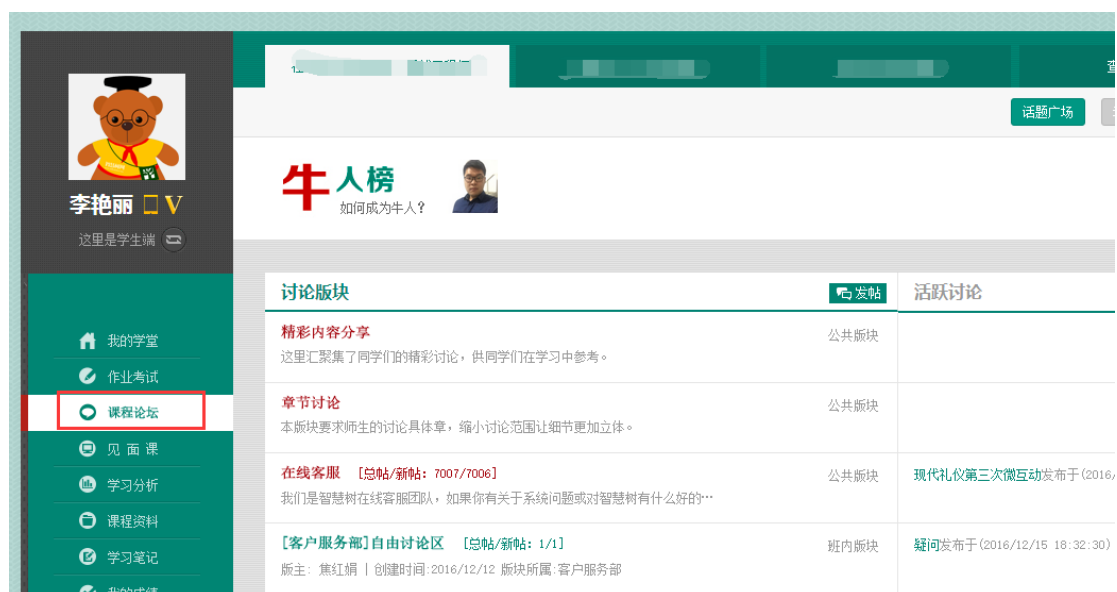 查
话题广场
李艳丽 V
这里是学生端
牛人榜
如何成为牛人?
我的学堂
作业考试
课程论坛
见面课
学习分析
课程资料
学习笔记
我的成绩
讨论版块
发帖
精彩内容分享
公共版块
这里汇聚了同学们的精彩讨论，供同学们在学习中参考。
章节讨论
公共版块
本版块要求师生的讨论具体章，缩小讨论范围让细节更加立体。
在线客服 [总帖/新帖: 7007/7006]
公共版块
我们是智慧树在线客服团队，如果你有关于系统问题或对智慧树有什么好的…
[客户服务部]自由讨论区 [总帖/新帖: 1/1]
班内版块
版主: 焦红娟 | 创建时间:2016/12/12 版块所属:客户服务部
活跃讨论
现代礼仪第三次微互动发布于(2016/
疑问发布于(2016/12/15 18:32:30)